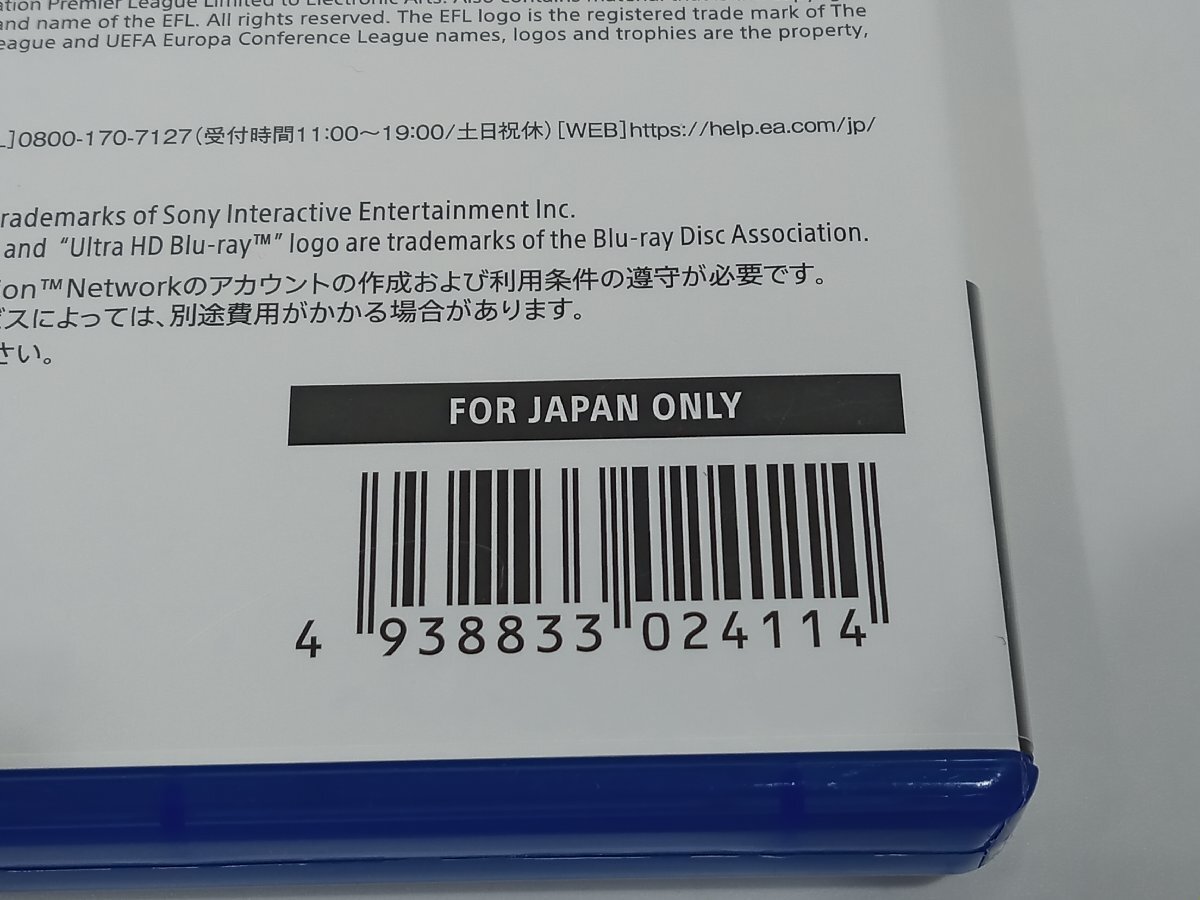 Premier League Limited to Electronic Arts. Also contains material that is
and name of the EFL. All rights reserved. The EFL logo is the registered trade mark of The
eague and UEFA Europa Conference League names, logos and trophies are the property,
]0800-170-7127（受付時間11:00～19:00/土日祝休）[WEB]https://help.ea.com/jp/
rademarks of Sony Interactive Entertainment Inc.
and "Ultra HD Blu-ray™" logo are trademarks of the Blu-ray Disc Association.
ion™Networkのアカウントの作成および利用条件の遵守が必要です。
ビスによっては、別途費用がかかる場合があります。
さい。
FOR JAPAN ONLY
4 938833 024114